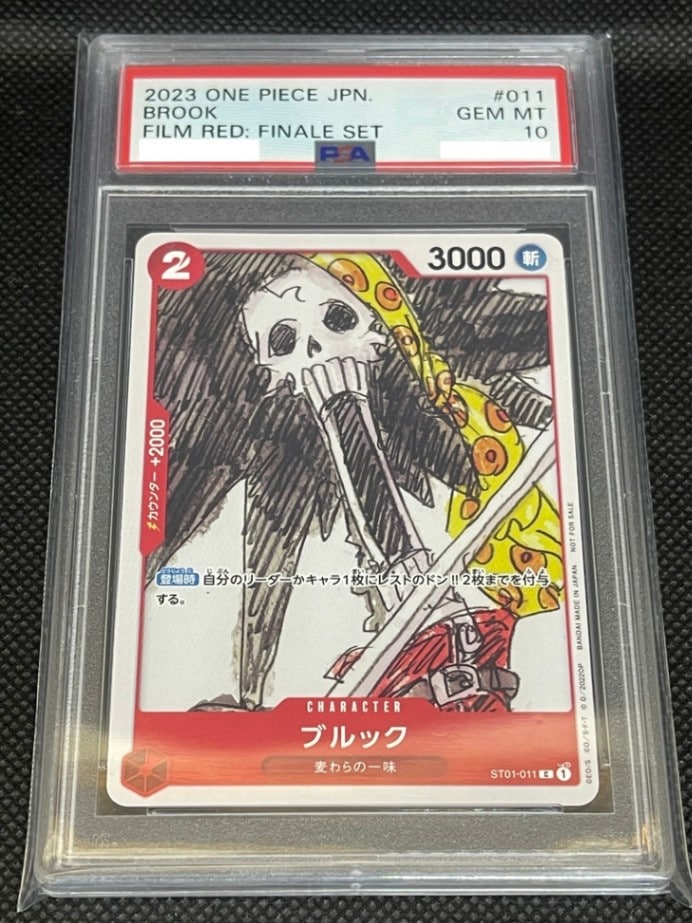 2023 ONE PIECE JPN. #011
BROOK GEM MT
FILM RED: FINALE SET 10
PSA
2 3000 斬
カウンター +2000
登場時 自分のリーダーかキャラ1枚にレストのドン!!2枚までを付与
する。
BANDAI MADE IN JAPAN NOT FOR SALE
©E.O/S ©O/S・F・T ©O/2022OP
CHARACTER
ブルック
麦わらの一味
ST01-011 C 1